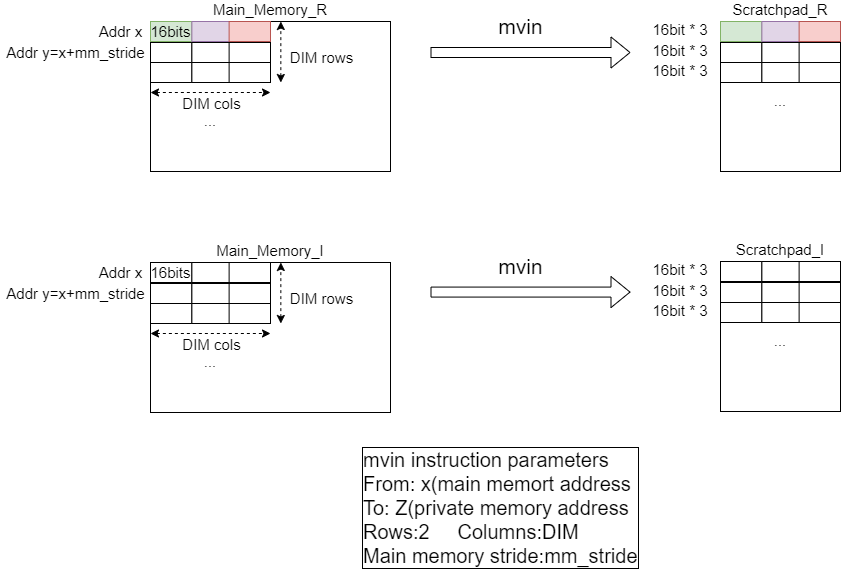 Main_Memory_R
Addr x 16bits
Addr y=x+mm_stride
DIM rows
DIM cols
...
mvin
Scratchpad_R
16bit * 3
16bit * 3
16bit * 3
...
Main_Memory_I
Addr x 16bits
Addr y=x+mm_stride
DIM rows
DIM cols
...
mvin
Scratchpad_I
16bit * 3
16bit * 3
16bit * 3
...
mvin instruction parameters
From: x(main memort address
To: Z(private memory address
Rows:2 Columns:DIM
Main memory stride:mm_stride